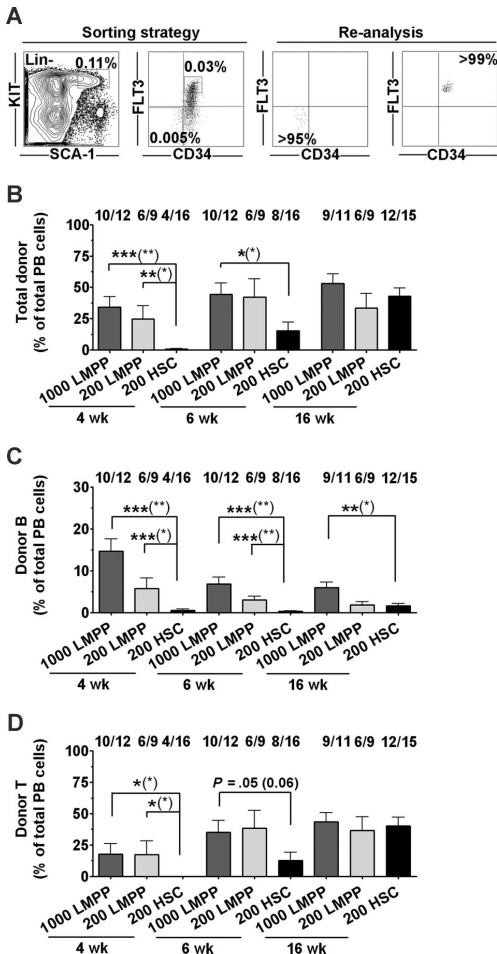 A
Sorting strategy
Re-analysis
Lin-
0.11%
0.03%
0.005%
>95%
>99%
KIT
FLT3
FLT3
FLT3
SCA-1
CD34
CD34
CD34
B
10/12 6/9 4/16 10/12 6/9 8/16 9/11 6/9 12/15
Total donor
(% of total PB cells)
100
75
50
25
0
***(**)
**(*)
*(*)
1000 LMPP
200 LMPP
200 HSC
1000 LMPP
200 LMPP
200 HSC
1000 LMPP
200 LMPP
200 HSC
4 wk
6 wk
16 wk
C
10/12 6/9 4/16 10/12 6/9 8/16 9/11 6/9 12/15
Donor B
(% of total PB cells)
30
20
10
0
***(**)
***(*)
***(**)
***(**)
**(*)
1000 LMPP
200 LMPP
200 HSC
1000 LMPP
200 LMPP
200 HSC
1000 LMPP
200 LMPP
200 HSC
4 wk
6 wk
16 wk
D
10/12 6/9 4/16 10/12 6/9 8/16 9/11 6/9 12/15
Donor T
(% of total PB cells)
100
75
50
25
0
*(*)
*(*)
P = .05 (0.06)
1000 LMPP
200 LMPP
200 HSC
1000 LMPP
200 LMPP
200 HSC
1000 LMPP
200 LMPP
200 HSC
4 wk
6 wk
16 wk